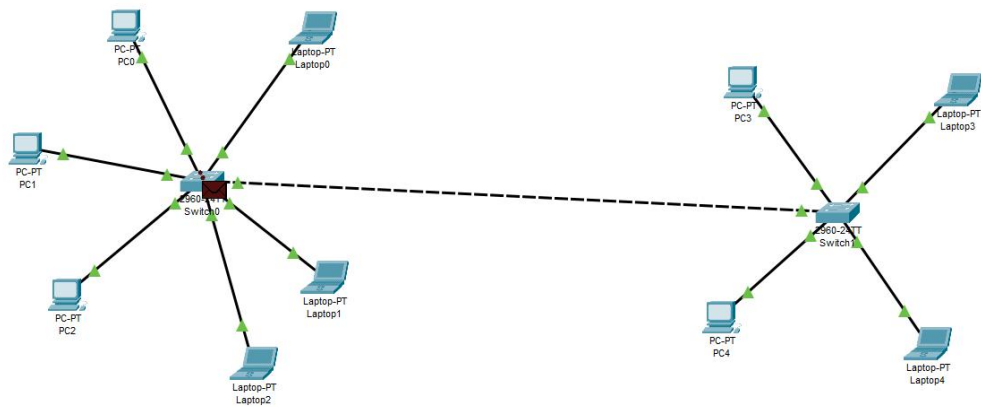 PC-PT
PC0
Laptop-PT
Laptop0
PC-PT
PC1
Switch0
PC-PT
PC2
Laptop-PT
Laptop1
Laptop-PT
Laptop2
PC-PT
PC3
Laptop-PT
Laptop3
2960-24TT
Switch1
PC-PT
PC4
Laptop-PT
Laptop4